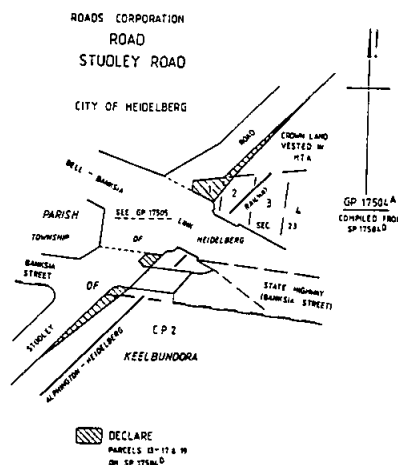 ROADS CORPORATION
ROAD
STUDLEY ROAD
CITY OF HEIDELBERG
ROAD
CROWN LAND
VESTED IN
M.T.A
BELL-BANKSIA
LINK
1
2
RAILWAY
3
4
SEC. 23
GP 17504A
COMPILED FROM
SP 17584D
PARISH
SEE GP 17505
TOWNSHIP
OF
HEIDELBERG
BANKSIA
STREET
OF
STATE HIGHWAY
(BANKSIA STREET)
STUDLEY
C.P 2
KEELBUNDORA
ALPHINGTON-HEIDELBERG
DECLARE
PARCELS 13-17 & 19
ON SP 17584D